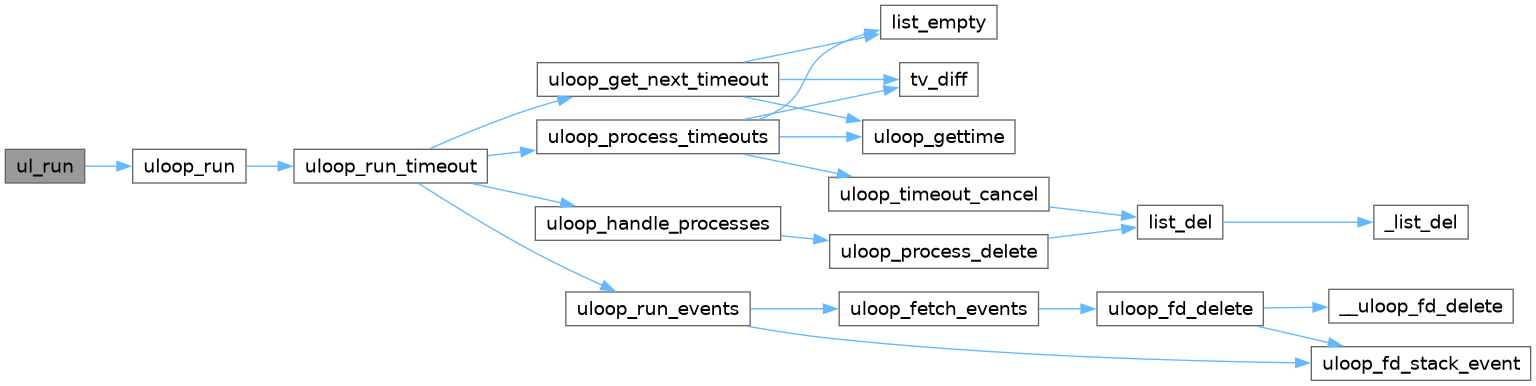 ul_run
uloop_run
uloop_run_timeout
uloop_get_next_timeout
uloop_process_timeouts
uloop_handle_processes
uloop_run_events
list_empty
tv_diff
uloop_gettime
uloop_timeout_cancel
uloop_process_delete
uloop_fetch_events
list_del
uloop_fd_delete
_list_del
__uloop_fd_delete
uloop_fd_stack_event